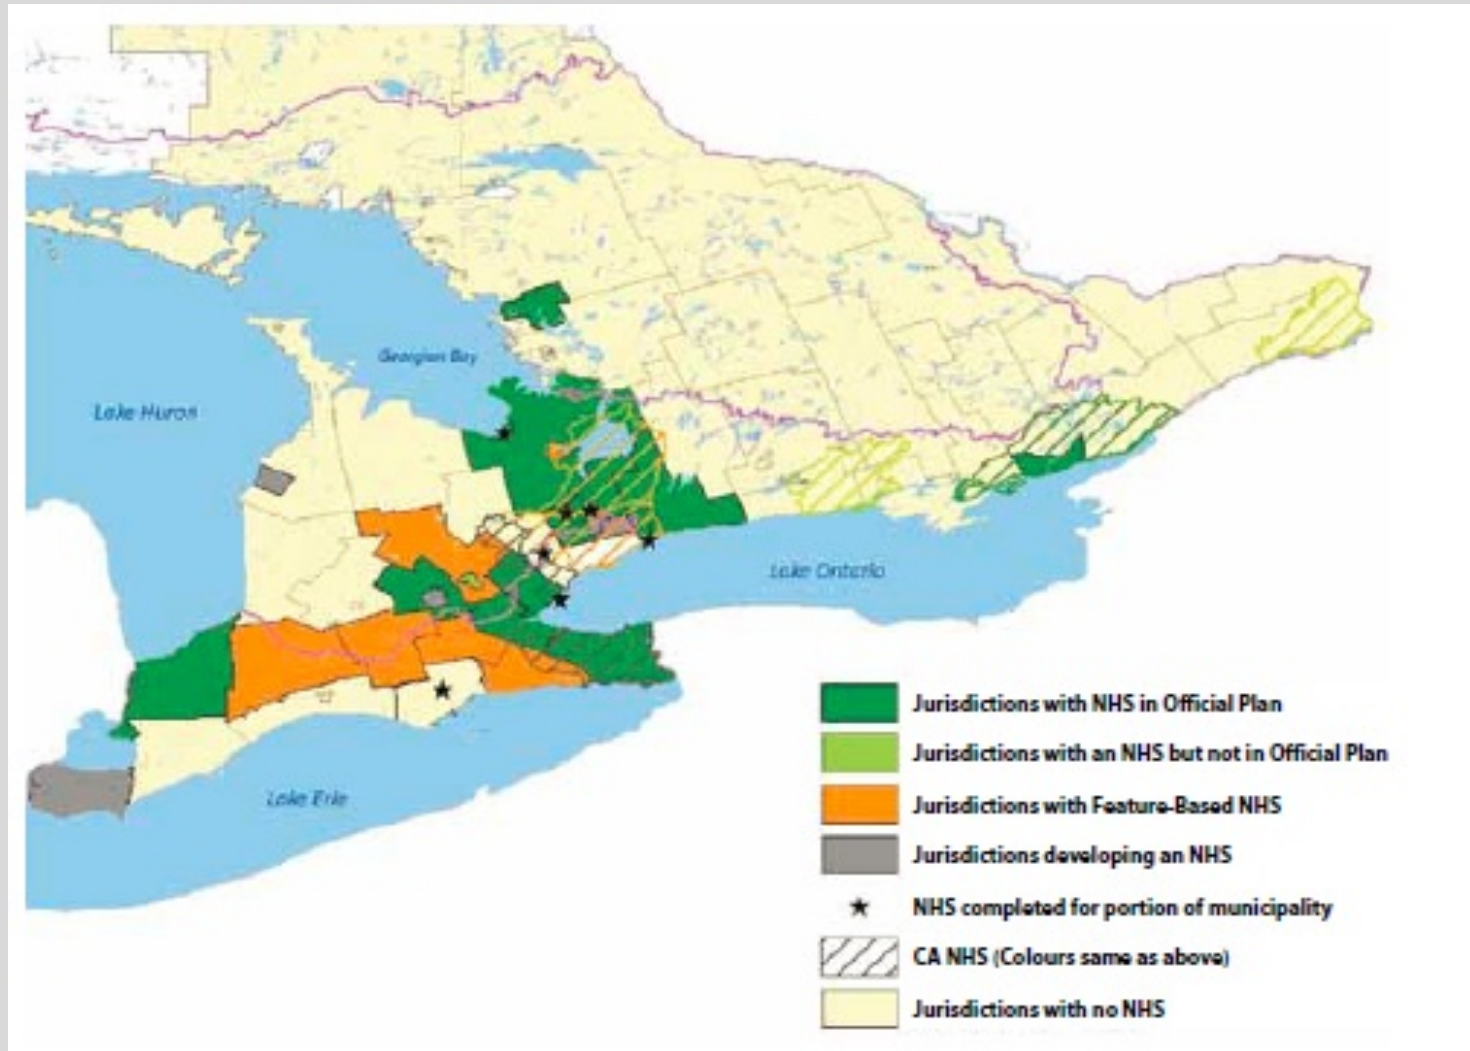 Georgian Bay
Lake Huron
Lake Ontario
Lake Erie
Jurisdictions with NHS in Official Plan
Jurisdictions with an NHS but not in Official Plan
Jurisdictions with Feature-Based NHS
Jurisdictions developing an NHS
NHS completed for portion of municipality
CA NHS (Colours same as above)
Jurisdictions with no NHS